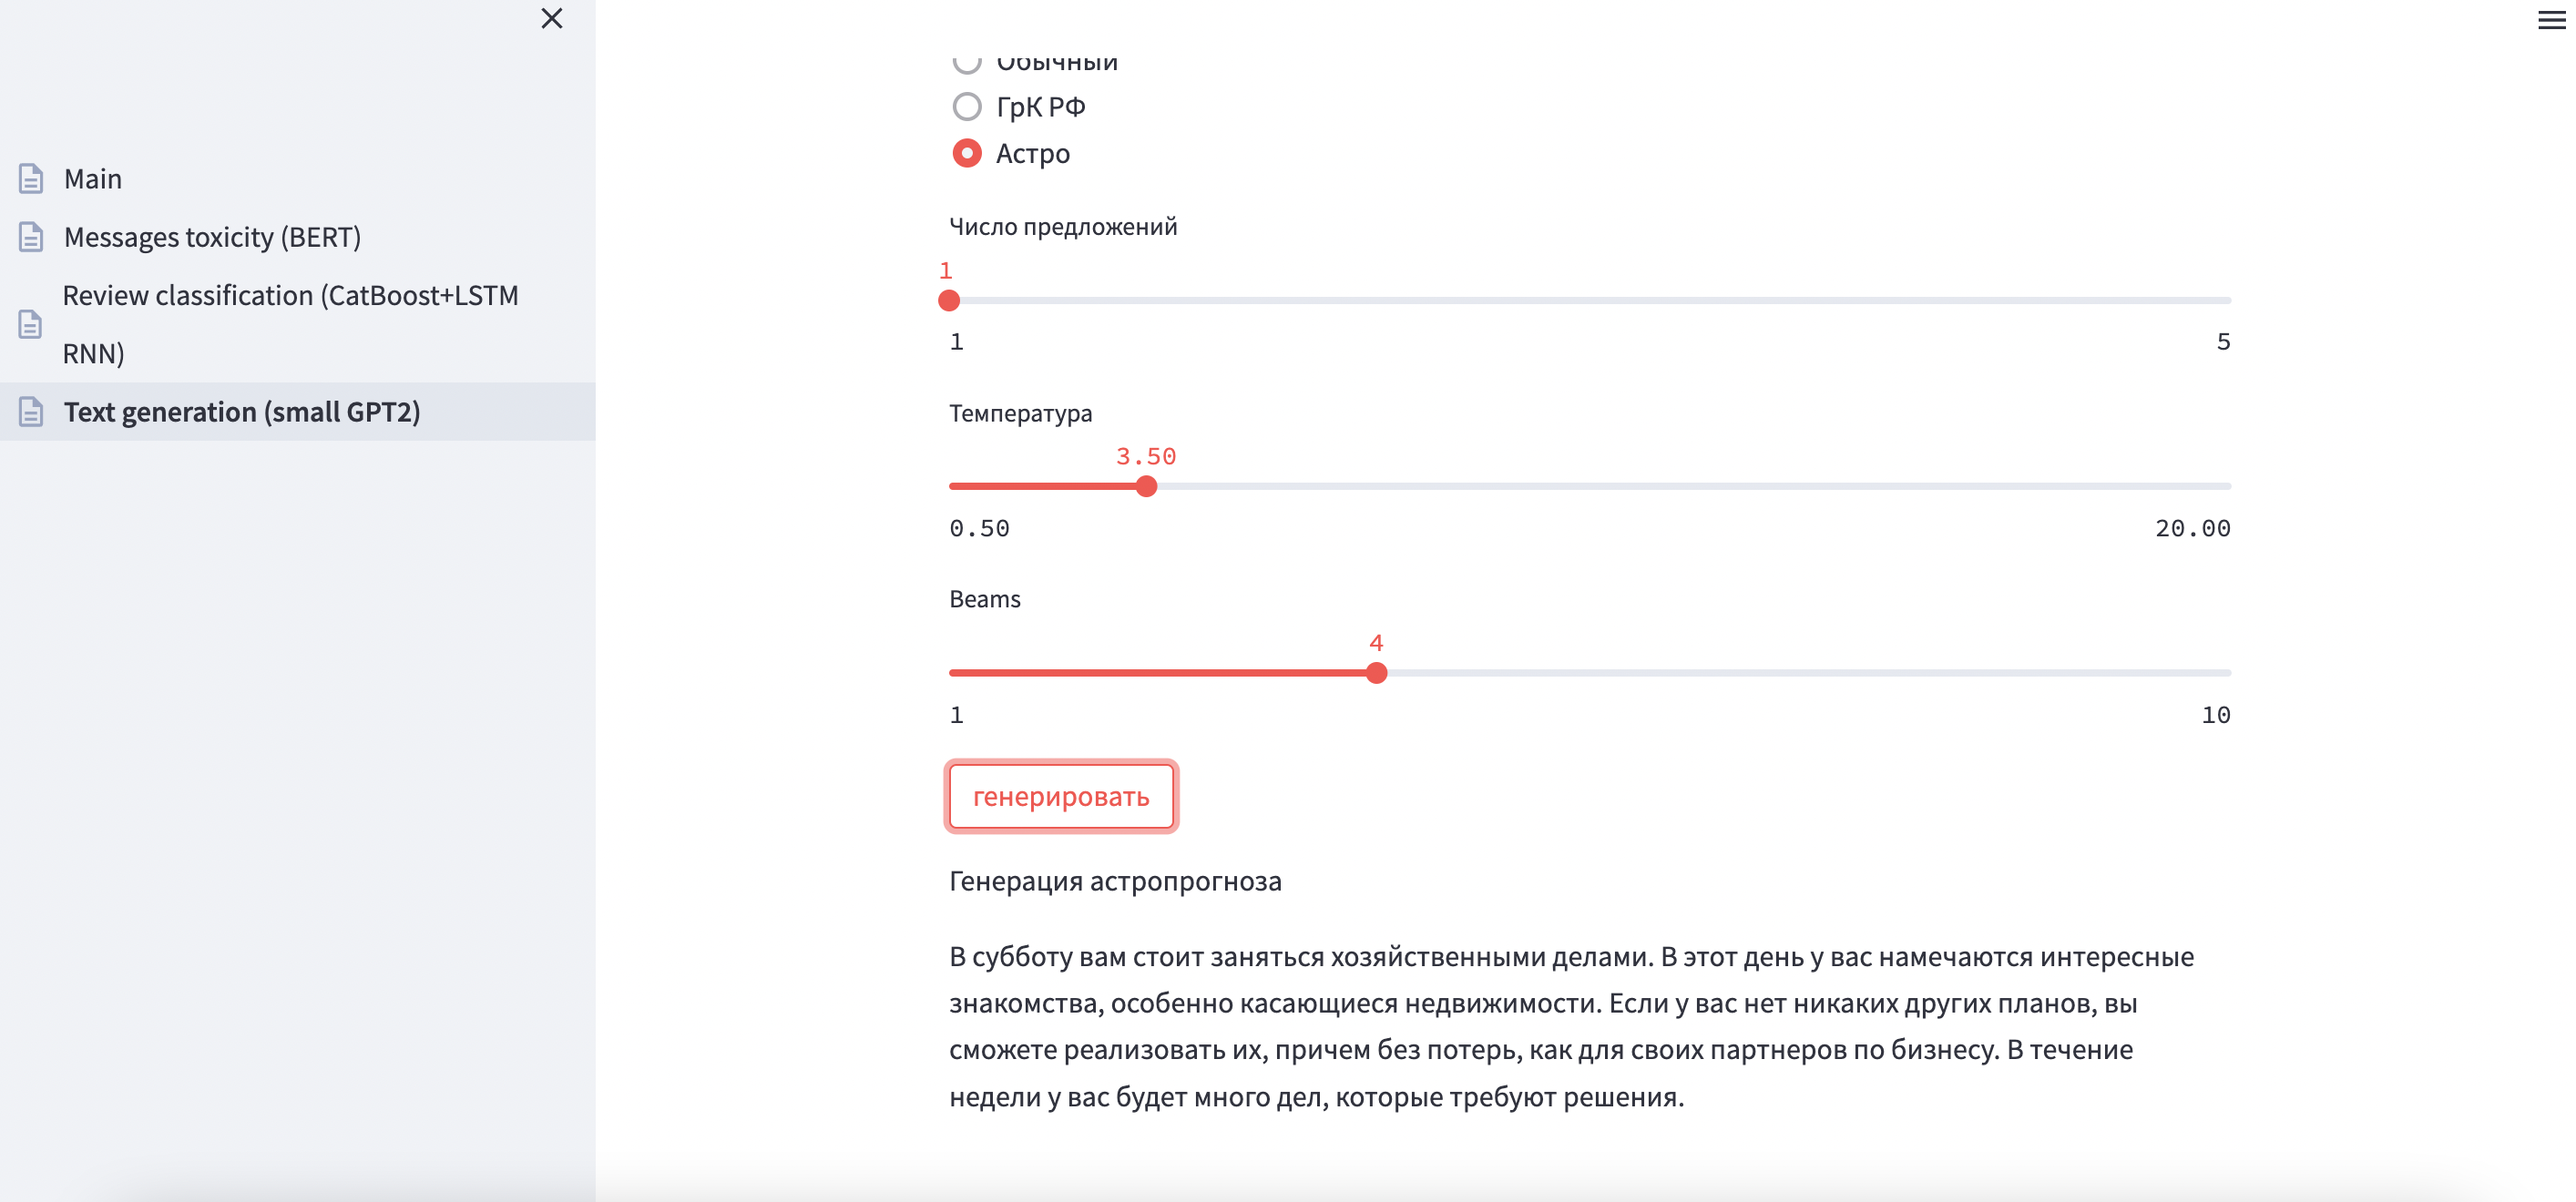 Main
Messages toxicity (BERT)
Review classification (CatBoost+LSTM
RNN)
Text generation (small GPT2)
Обычный
ГрК РФ
Астро
Число предложений
1
1
5
Температура
3.50
0.50
20.00
Beams
4
1
10
генерировать
Генерация астропрогноза
В субботу вам стоит заняться хозяйственными делами. В этот день у вас намечаются интересные
знакомства, особенно касающиеся недвижимости. Если у вас нет никаких других планов, вы
сможете реализовать их, причем без потерь, как для своих партнеров по бизнесу. В течение
недели у вас будет много дел, которые требуют решения.